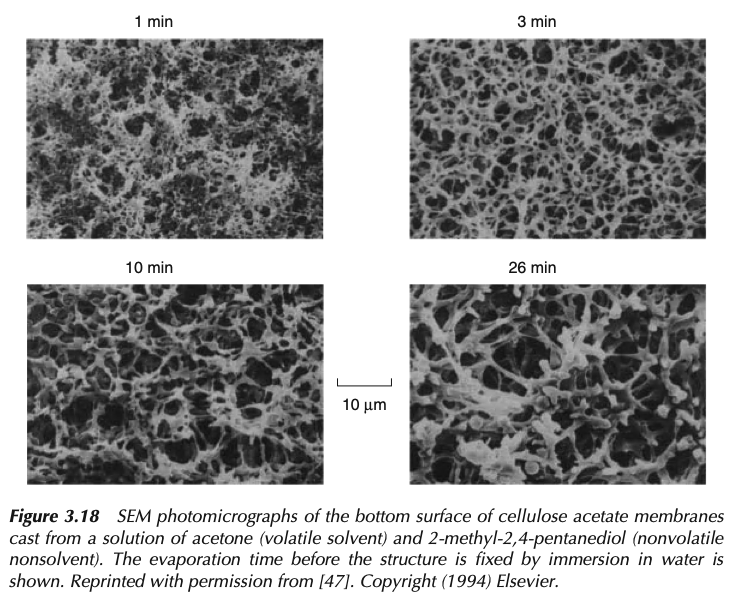 1 min
3 min
10 min
26 min
10 µm
Figure 3.18 SEM photomicrographs of the bottom surface of cellulose acetate membranes
cast from a solution of acetone (volatile solvent) and 2-methyl-2,4-pentanediol (nonvolatile
nonsolvent). The evaporation time before the structure is fixed by immersion in water is
shown. Reprinted with permission from [47]. Copyright (1994) Elsevier.